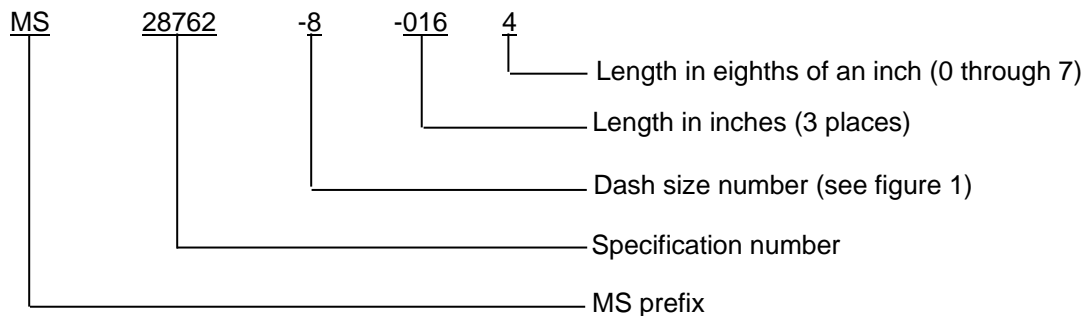 MS 28762 -8 -016 4
Length in eighths of an inch (0 through 7)
Length in inches (3 places)
Dash size number (see figure 1)
Specification number
MS prefix